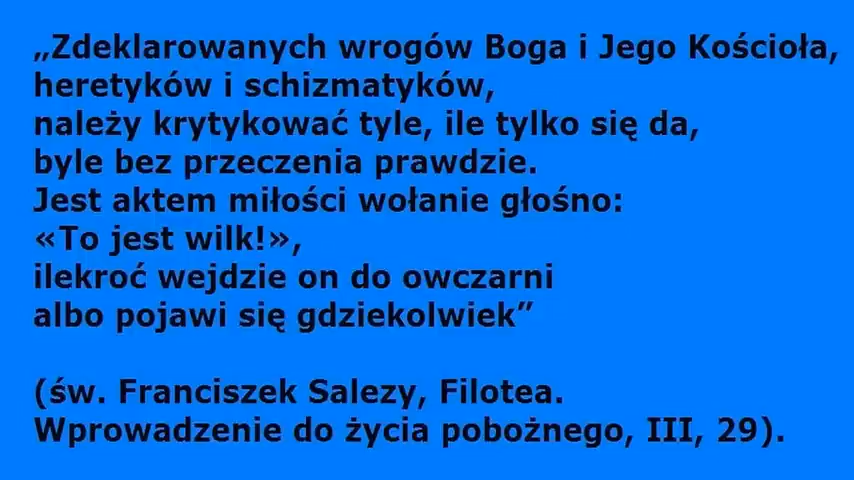 „Zdeklarowanych wrogów Boga i Jego Kościoła,
heretyków i schizmatyków,
należy krytykować tyle, ile tylko się da,
byle bez przeczenia prawdzie.
Jest aktem miłości wołanie głośno:
«To jest wilk!»,
ilekroć wejdzie on do owczarni
albo pojawi się gdziekolwiek”
(św. Franciszek Salezy, Filotea.
Wprowadzenie do życia pobożnego, III, 29).